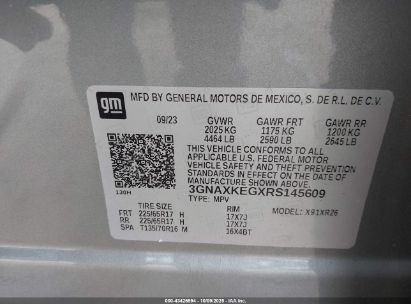 gm
MFD BY GENERAL MOTORS DE MEXICO, S. DE R.L. DE C.V.
09/23 GVWR GAWR FRT GAWR RR
2025 KG 1175 KG 1200 KG
4464 LB 2590 LB 2645 LB
THIS VEHICLE CONFORMS TO ALL
APPLICABLE U.S. FEDERAL MOTOR
VEHICLE SAFETY AND THEFT PREVENTION
STANDARDS IN EFFECT ON THE DATE OF
MANUFACTURE SHOWN ABOVE.
3GNAXKEGXRS145609
TYPE: MPV MODEL: X91XR26
TIRE SIZE RIM
FRT 225/65R17 H 17X7J
RR 225/65R17 H 17X7J
SPA T135/70R16 M 16X4BT